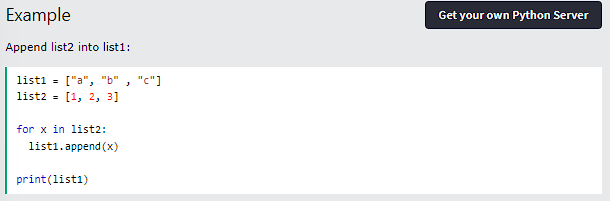 Example
Get your own Python Server
Append list2 into list1:
list1 = ["a", "b" , "c"]
list2 = [1, 2, 3]
for x in list2:
  list1.append(x)
print(list1)